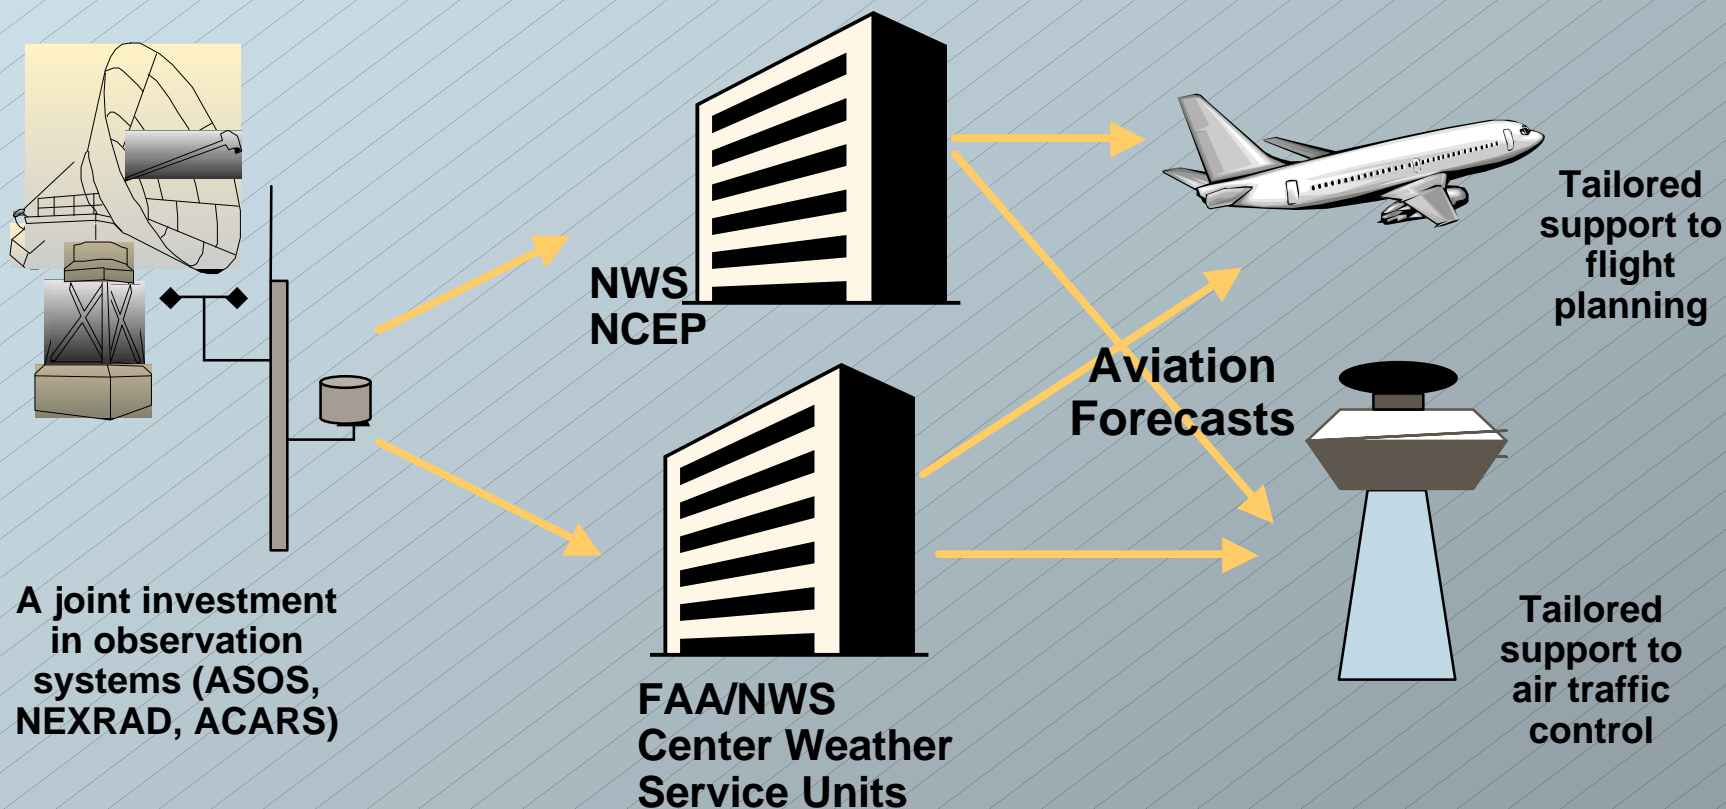 A joint investment
in observation
systems (ASOS,
NEXRAD, ACARS)
NWS
NCEP
FAA/NWS
Center Weather
Service Units
Aviation
Forecasts
Tailored
support to
flight
planning
Tailored
support to
air traffic
control